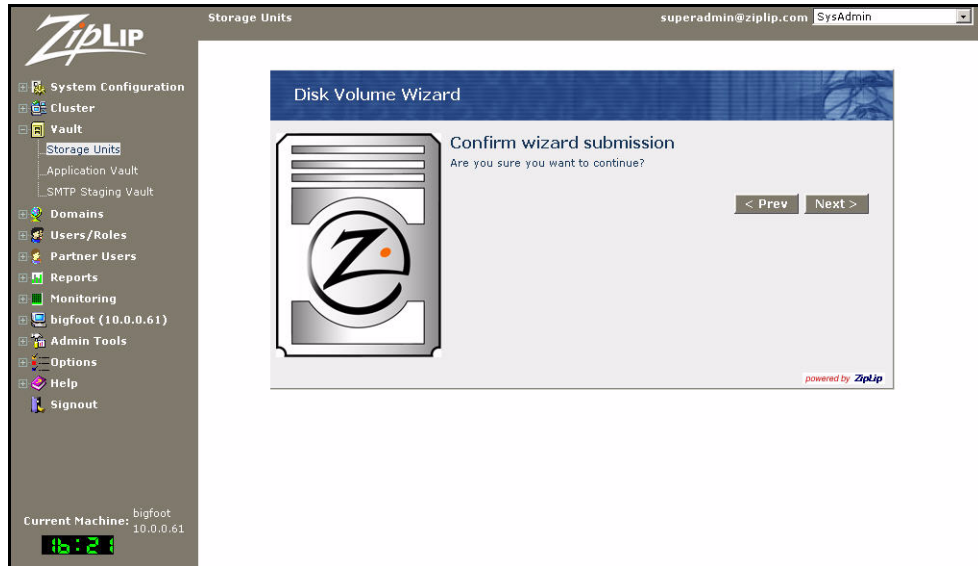 ZipLip
Storage Units
superadmin@ziplip.com
SysAdmin
System Configuration
Cluster
Vault
Storage Units
Application Vault
SMTP Staging Vault
Domains
Users/Roles
Partner Users
Reports
Monitoring
bigfoot (10.0.0.61)
Admin Tools
Options
Help
Signout
Current Machine: bigfoot
10.0.0.61
16:21
Disk Volume Wizard
Confirm wizard submission
Are you sure you want to continue?
< Prev
Next >
Z
powered by ZipLip